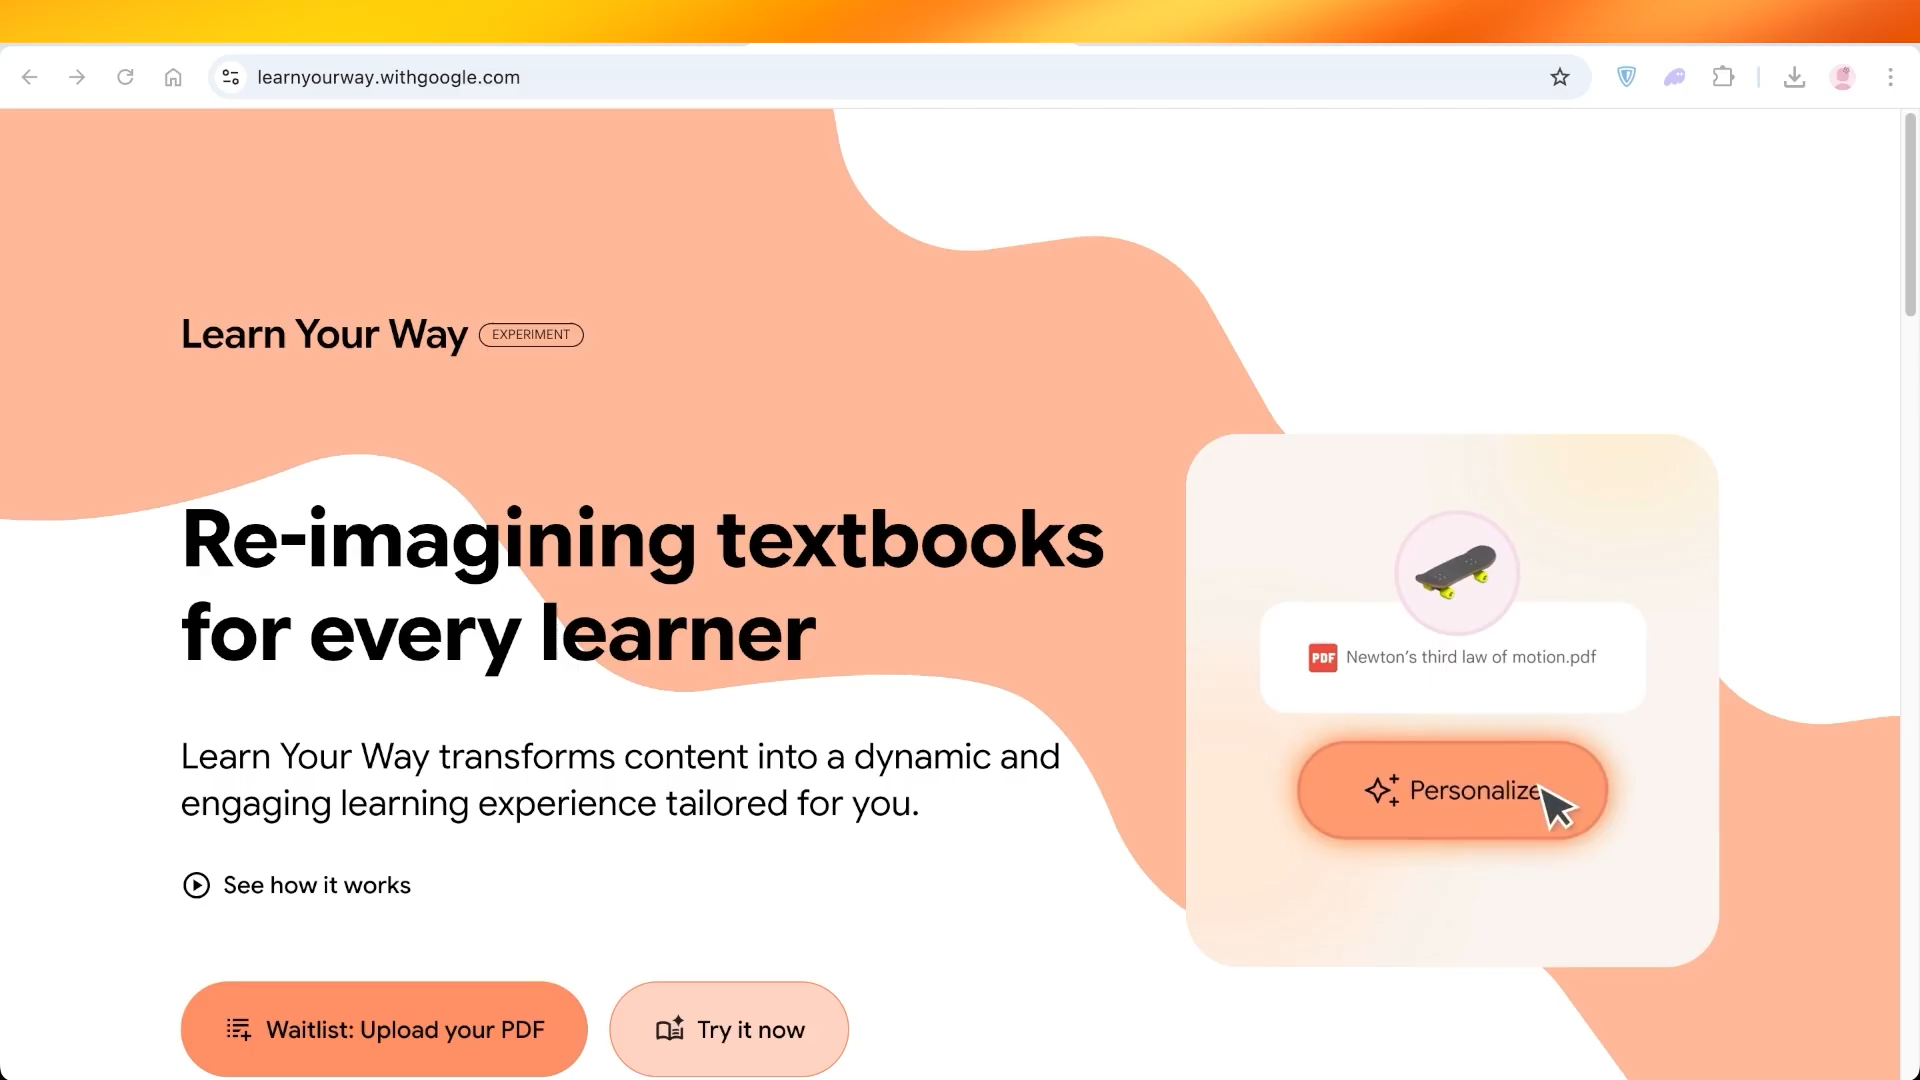 learnyourway.withgoogle.com
Learn Your Way EXPERIMENT
Re-imagining textbooks
for every learner
Learn Your Way transforms content into a dynamic and
engaging learning experience tailored for you.
See how it works
Waitlist: Upload your PDF
Try it now
PDF Newton's third law of motion.pdf
Personalize